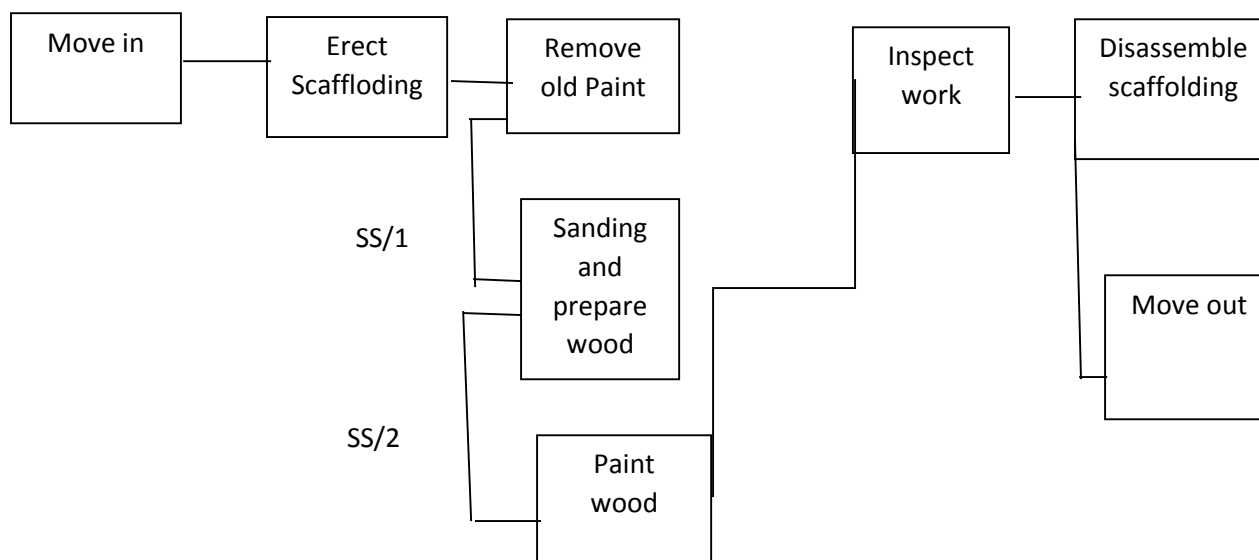 Move in
Erect
Scaffloding
Remove
old Paint
Inspect
work
Disassemble
scaffolding
SS/1
Sanding
and
prepare
wood
Move out
SS/2
Paint
wood